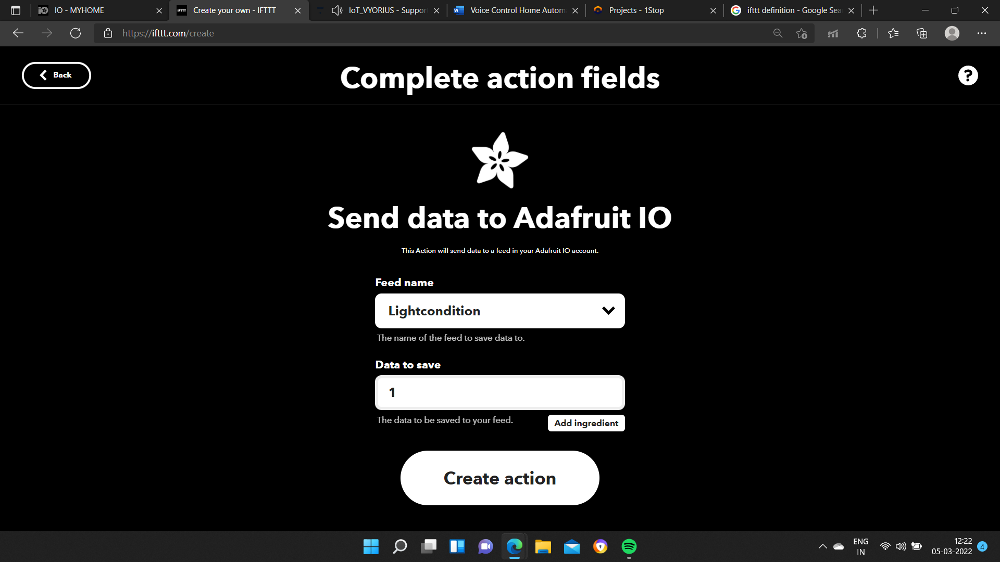 IO - MYHOME
IFTTT
Create your own - IFTTT
IoT_VYORIUS - Suppor
W
Voice Control Home Autom
Projects - 1Stop
G
ifttt definition - Google Sea
https://ifttt.com/create
Back
Complete action fields
?
Send data to Adafruit IO
This Action will send data to a feed in your Adafruit IO account.
Feed name
Lightcondition
The name of the feed to save data to.
Data to save
1
The data to be saved to your feed.
Add ingredient
Create action
ENG
IN
12:22
05-03-2022
4